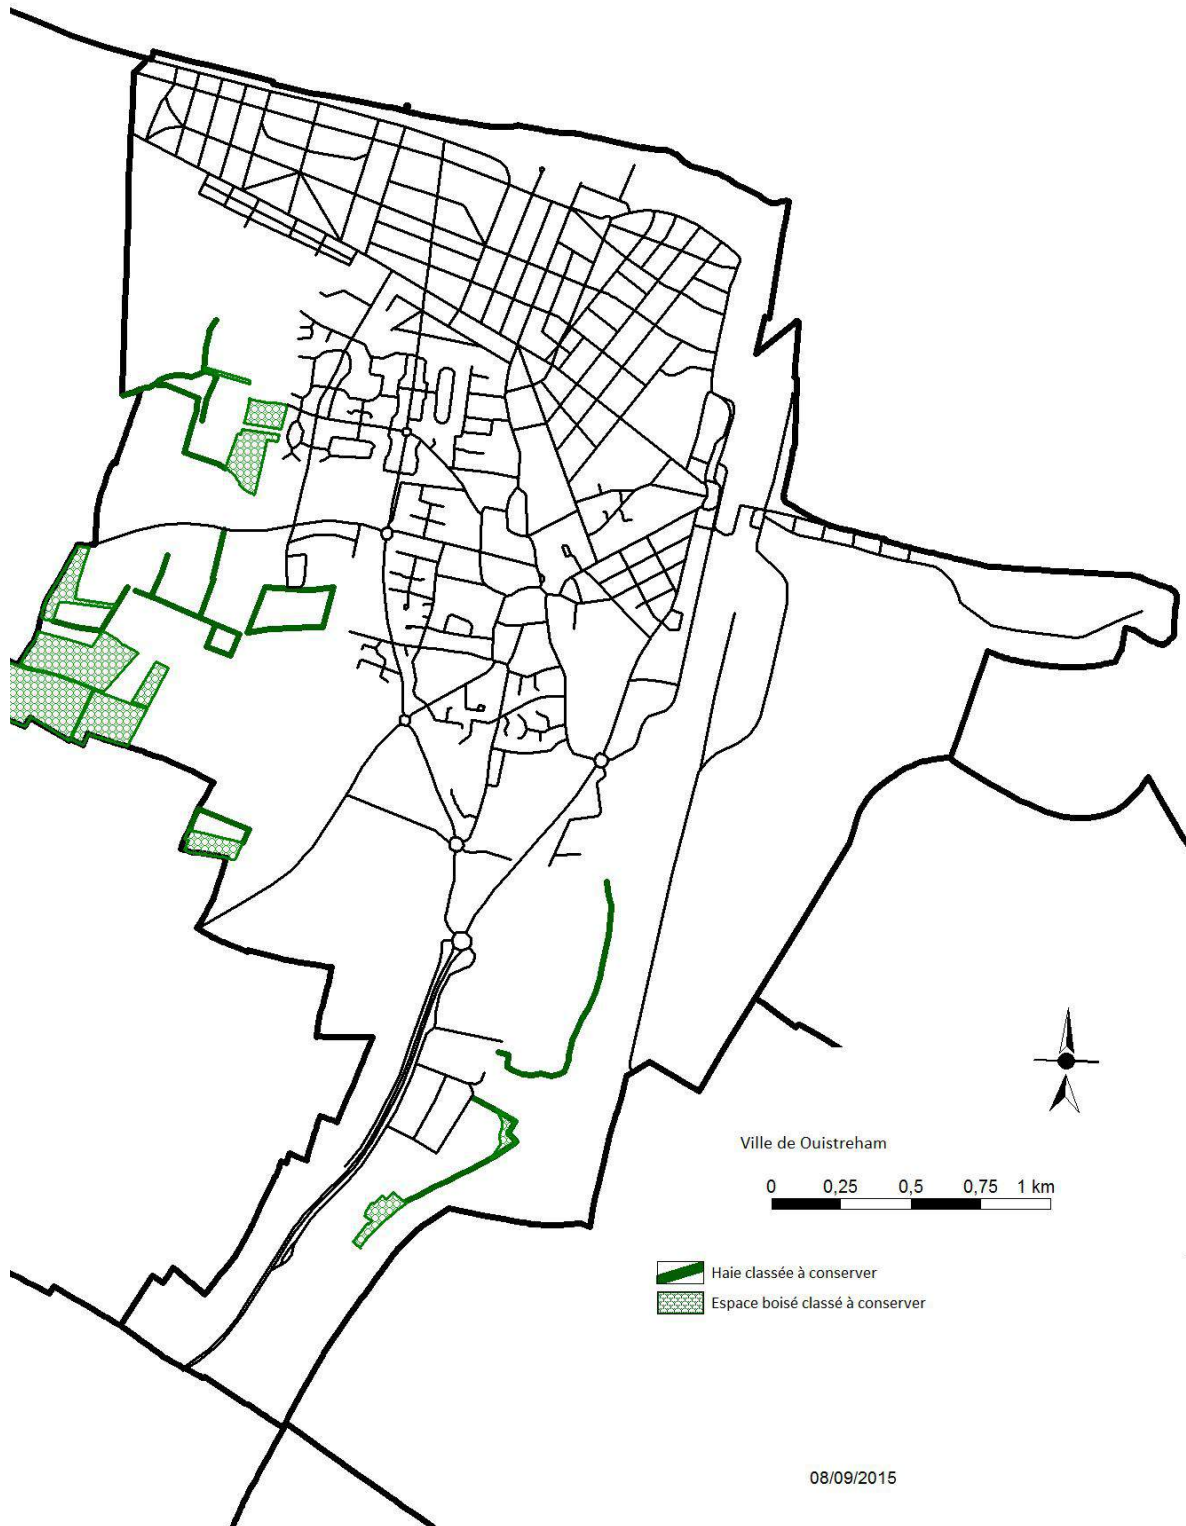 Ville de Ouistreham
0 0,25 0,5 0,75 1 km
Haie classée à conserver
Espace boisé classé à conserver
08/09/2015